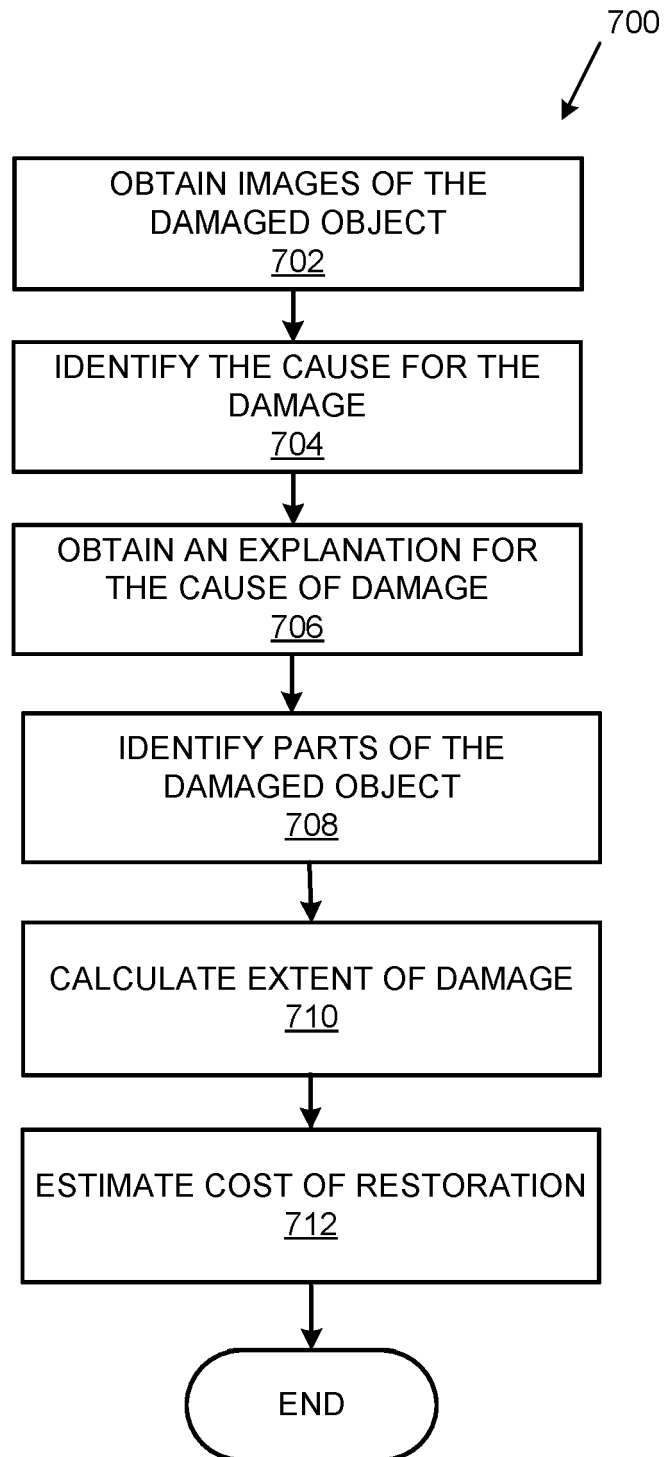 700
OBTAIN IMAGES OF THE
DAMAGED OBJECT
702
IDENTIFY THE CAUSE FOR THE
DAMAGE
704
OBTAIN AN EXPLANATION FOR
THE CAUSE OF DAMAGE
706
IDENTIFY PARTS OF THE
DAMAGED OBJECT
708
CALCULATE EXTENT OF DAMAGE
710
ESTIMATE COST OF RESTORATION
712
END